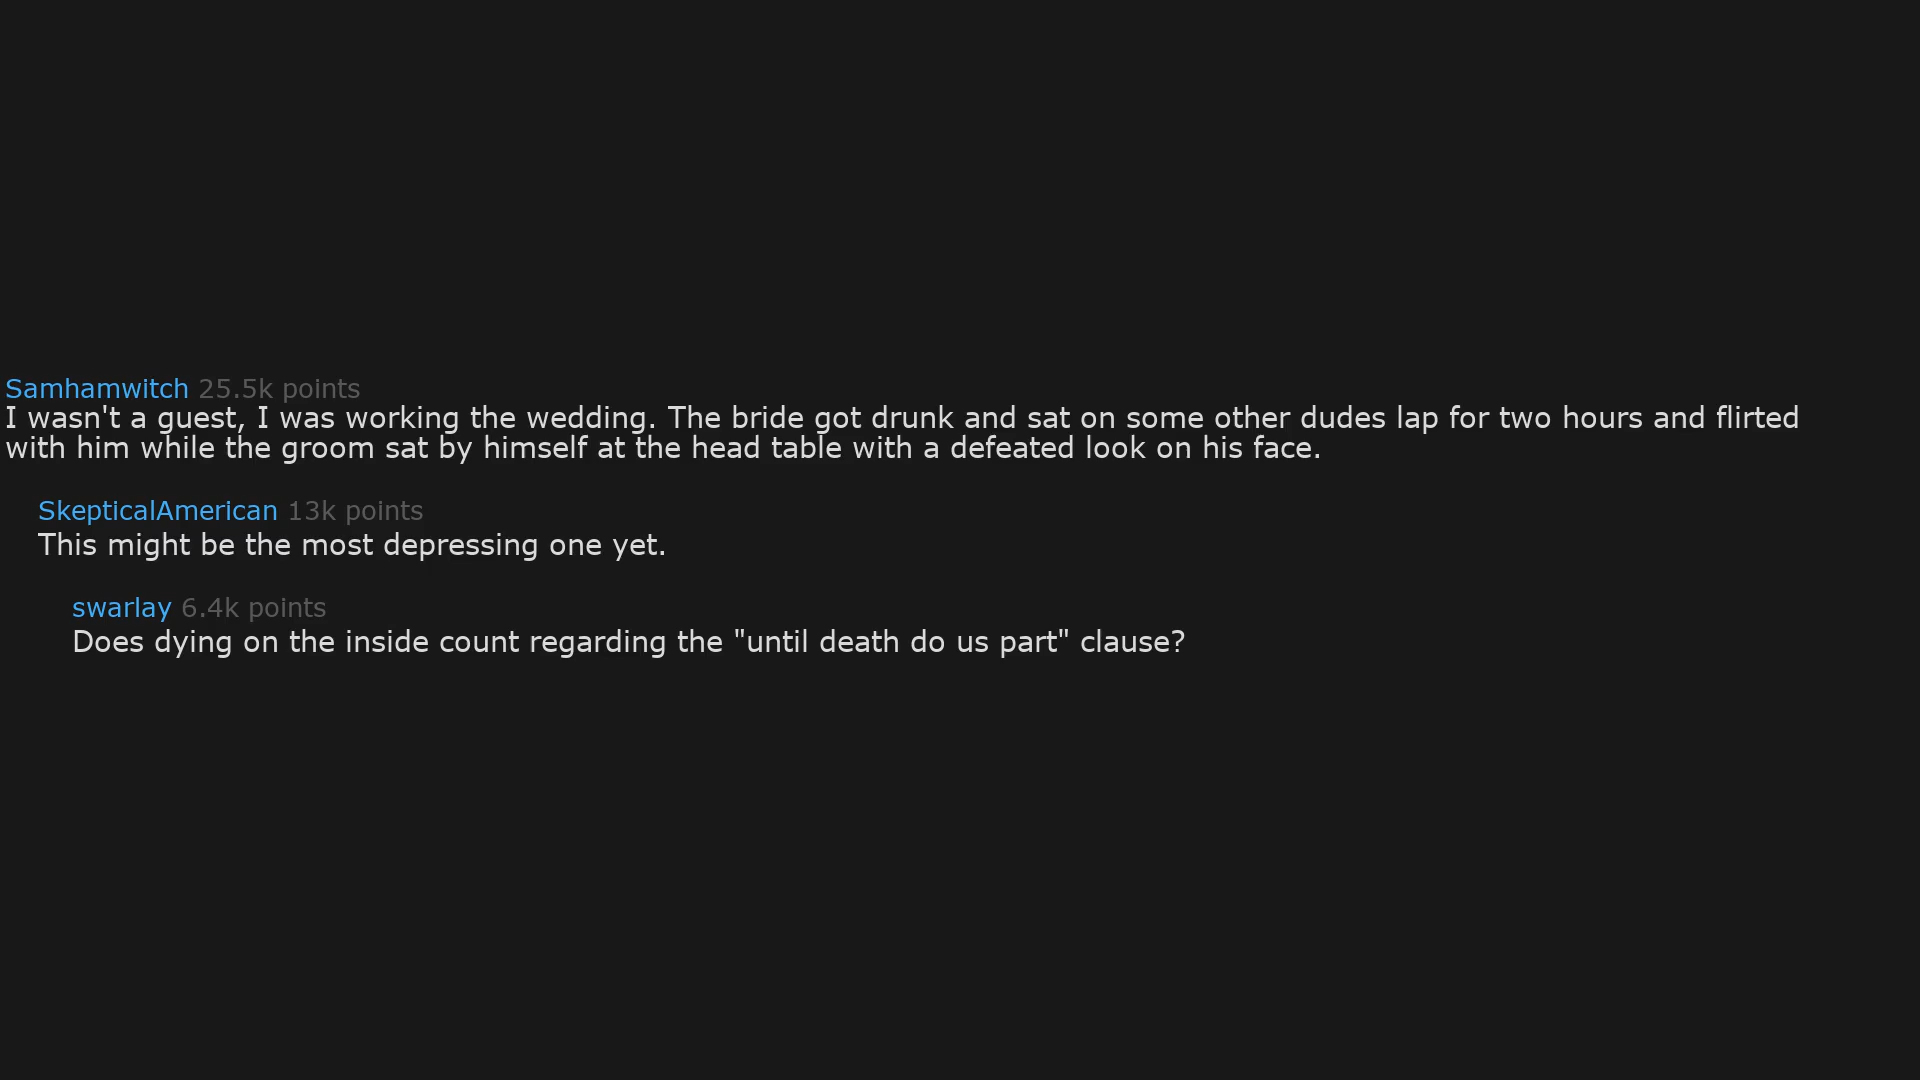 Samhamwitch 25.5k points
I wasn't a guest, I was working the wedding. The bride got drunk and sat on some other dudes lap for two hours and flirted
with him while the groom sat by himself at the head table with a defeated look on his face.
SkepticalAmerican 13k points
This might be the most depressing one yet.
swarlay 6.4k points
Does dying on the inside count regarding the "until death do us part" clause?